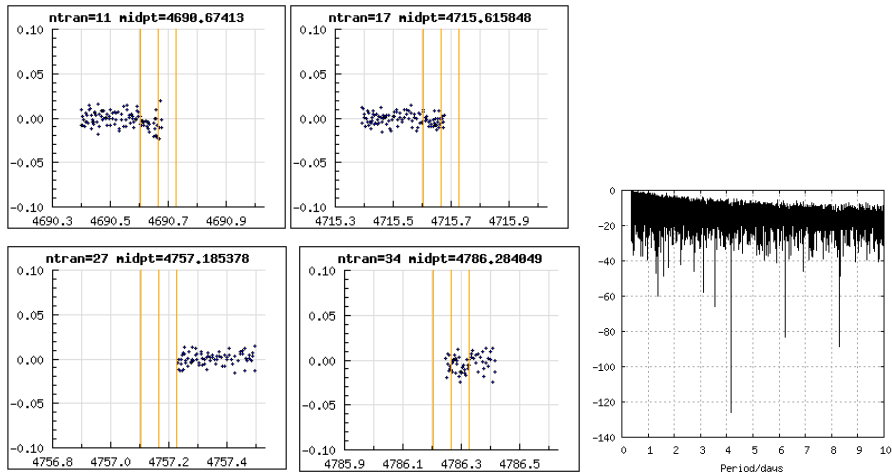 ntran=11 midpt=4690.67413
0.10
0.05
0.00
-0.05
-0.10
4690.3 4690.5 4690.7 4690.9
ntran=17 midpt=4715.615848
0.10
0.05
0.00
-0.05
-0.10
4715.3 4715.5 4715.7 4715.9
ntran=27 midpt=4757.185378
0.10
0.05
0.00
-0.05
-0.10
4756.8 4757.0 4757.2 4757.4
ntran=34 midpt=4786.284049
0.10
0.05
0.00
-0.05
-0.10
4785.9 4786.1 4786.3 4786.5
0
-20
-40
-60
-80
-100
-120
-140
0 1 2 3 4 5 6 7 8 9 10
Period/days